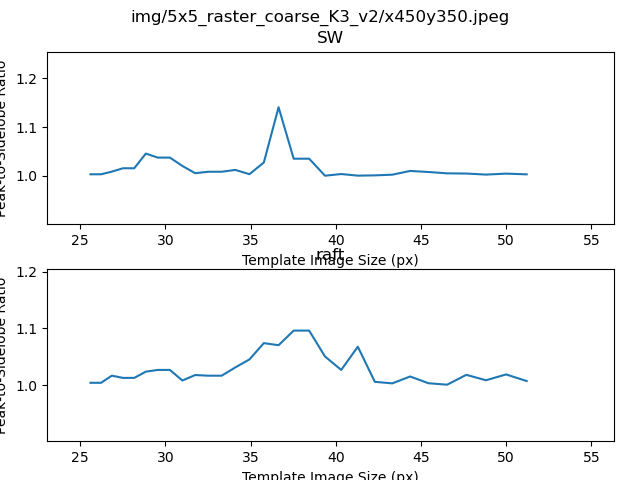 img/5x5_raster_coarse_K3_v2/x450y350.jpeg
SW
1.2
1.1
1.0
Peak-to-Sidelobe Ratio
25 30 35 40 45 50 55
Template Image Size (px)
raft
1.2
1.1
1.0
Peak-to-Sidelobe Ratio
25 30 35 40 45 50 55
Template Image Size (px)